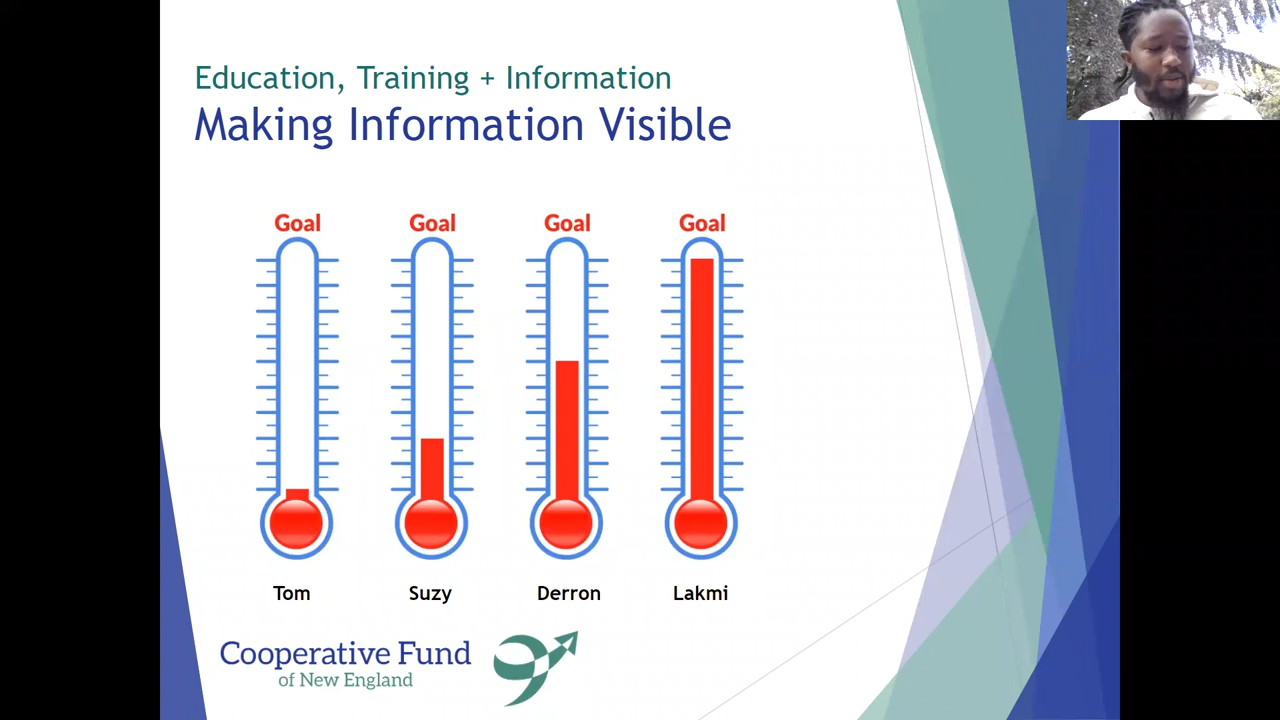 Education, Training + Information
Making Information Visible
Goal Goal Goal Goal
Tom Suzy Derron Lakmi
Cooperative Fund
of New England